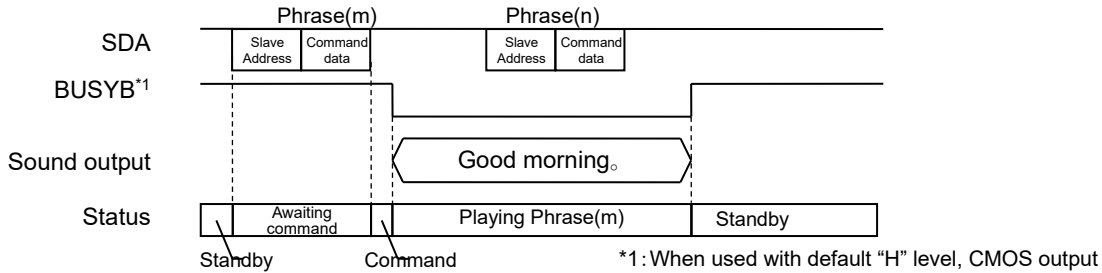 Phrase(m) Phrase(n)
SDA
Slave Address
Command data
Slave Address
Command data
BUSYB*1
Sound output
Good morning。
Status
Awaiting command
Playing Phrase(m)
Standby
Standby
Command
*1：When used with default “H” level, CMOS output